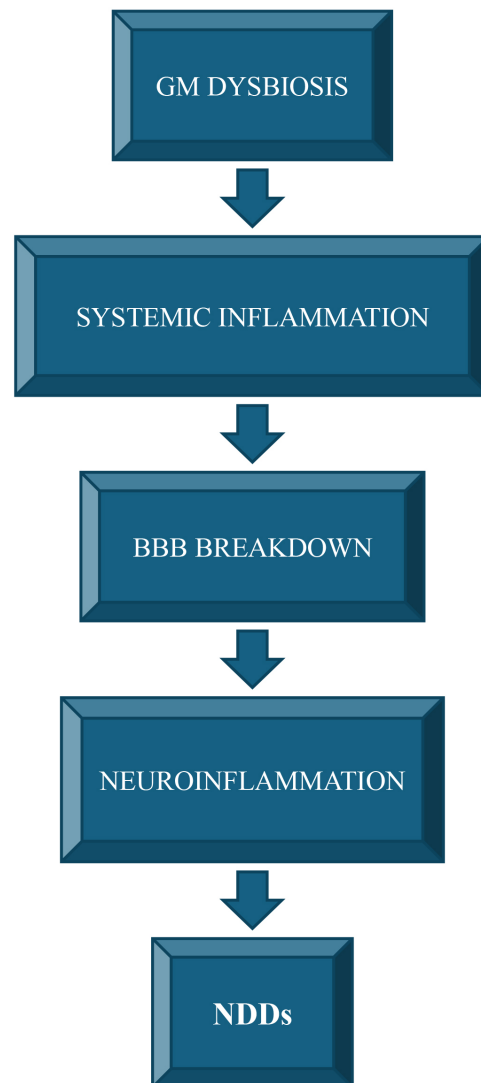 GM DYSBIOSIS
SYSTEMIC INFLAMMATION
BBB BREAKDOWN
NEUROINFLAMMATION
NDDs